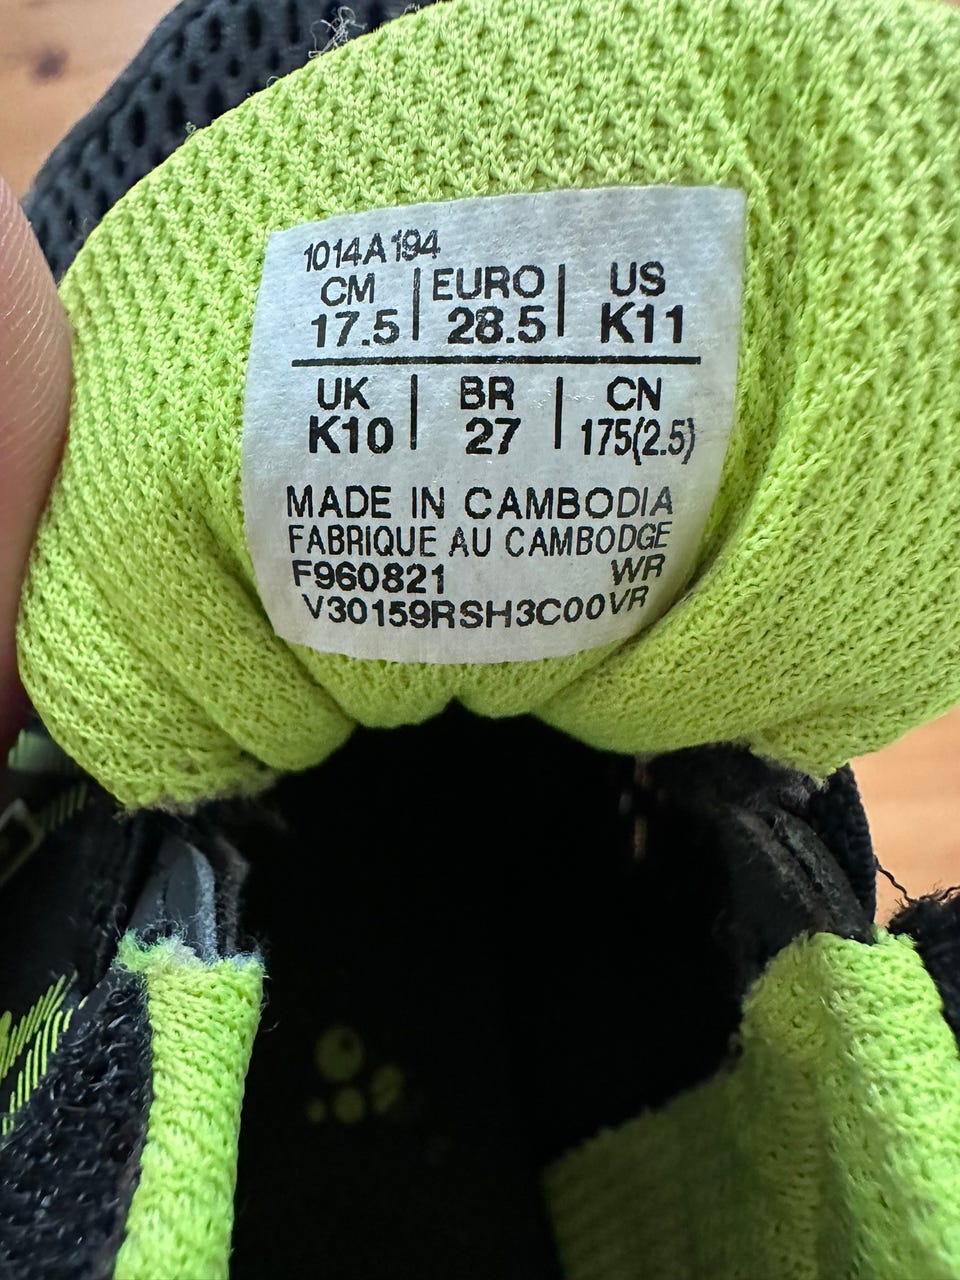 1014A194
CM | EURO | US
17.5 | 28.5 | K11
UK | BR | CN
K10 | 27 | 175(2.5)
MADE IN CAMBODIA
FABRIQUE AU CAMBODGE
F960821 WR
V30159RSH3C00VR